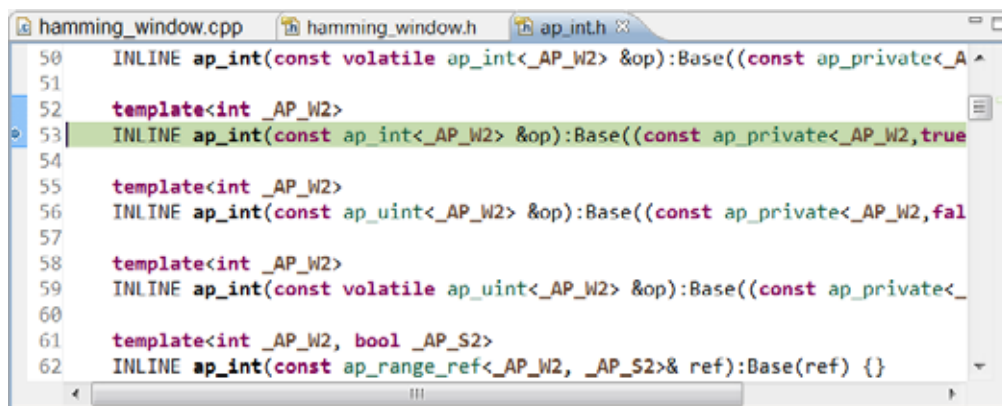 hamming_window.cpp hamming_window.h ap_int.h
50 INLINE ap_int(const volatile ap_int<_AP_W2> &op):Base((const ap_private<_A
51
52 template<int _AP_W2>
53 INLINE ap_int(const ap_int<_AP_W2> &op):Base((const ap_private<_AP_W2,true
54
55 template<int _AP_W2>
56 INLINE ap_int(const ap_uint<_AP_W2> &op):Base((const ap_private<_AP_W2,fal
57
58 template<int _AP_W2>
59 INLINE ap_int(const volatile ap_uint<_AP_W2> &op):Base((const ap_private<_
60
61 template<int _AP_W2, bool _AP_S2>
62 INLINE ap_int(const ap_range_ref<_AP_W2, _AP_S2>& ref):Base(ref) {}